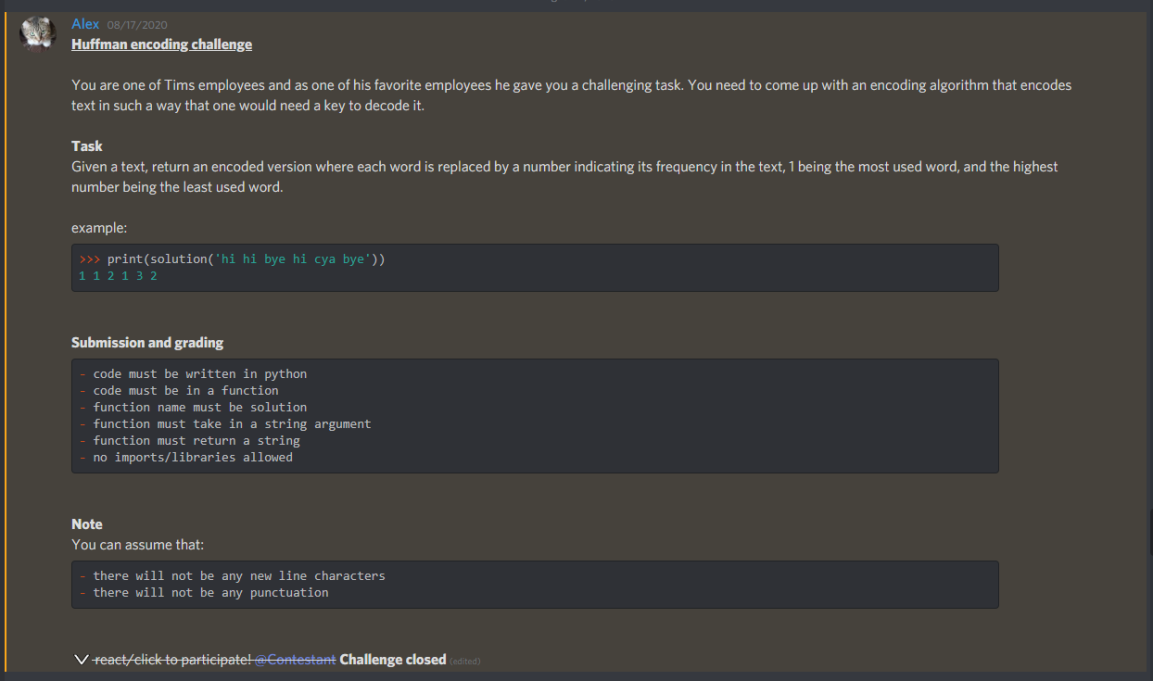 Alex 08/17/2020
Huffman encoding challenge
You are one of Tims employees and as one of his favorite employees he gave you a challenging task. You need to come up with an encoding algorithm that encodes
text in such a way that one would need a key to decode it.
Task
Given a text, return an encoded version where each word is replaced by a number indicating its frequency in the text, 1 being the most used word, and the highest
number being the least used word.
example:
>>> print(solution('hi hi bye hi cya bye'))
1 1 2 1 3 2
Submission and grading
- code must be written in python
- code must be in a function
- function name must be solution
- function must take in a string argument
- function must return a string
- no imports/libraries allowed
Note
You can assume that:
- there will not be any new line characters
- there will not be any punctuation
react/click to participate! @Contestant Challenge closed (edited)